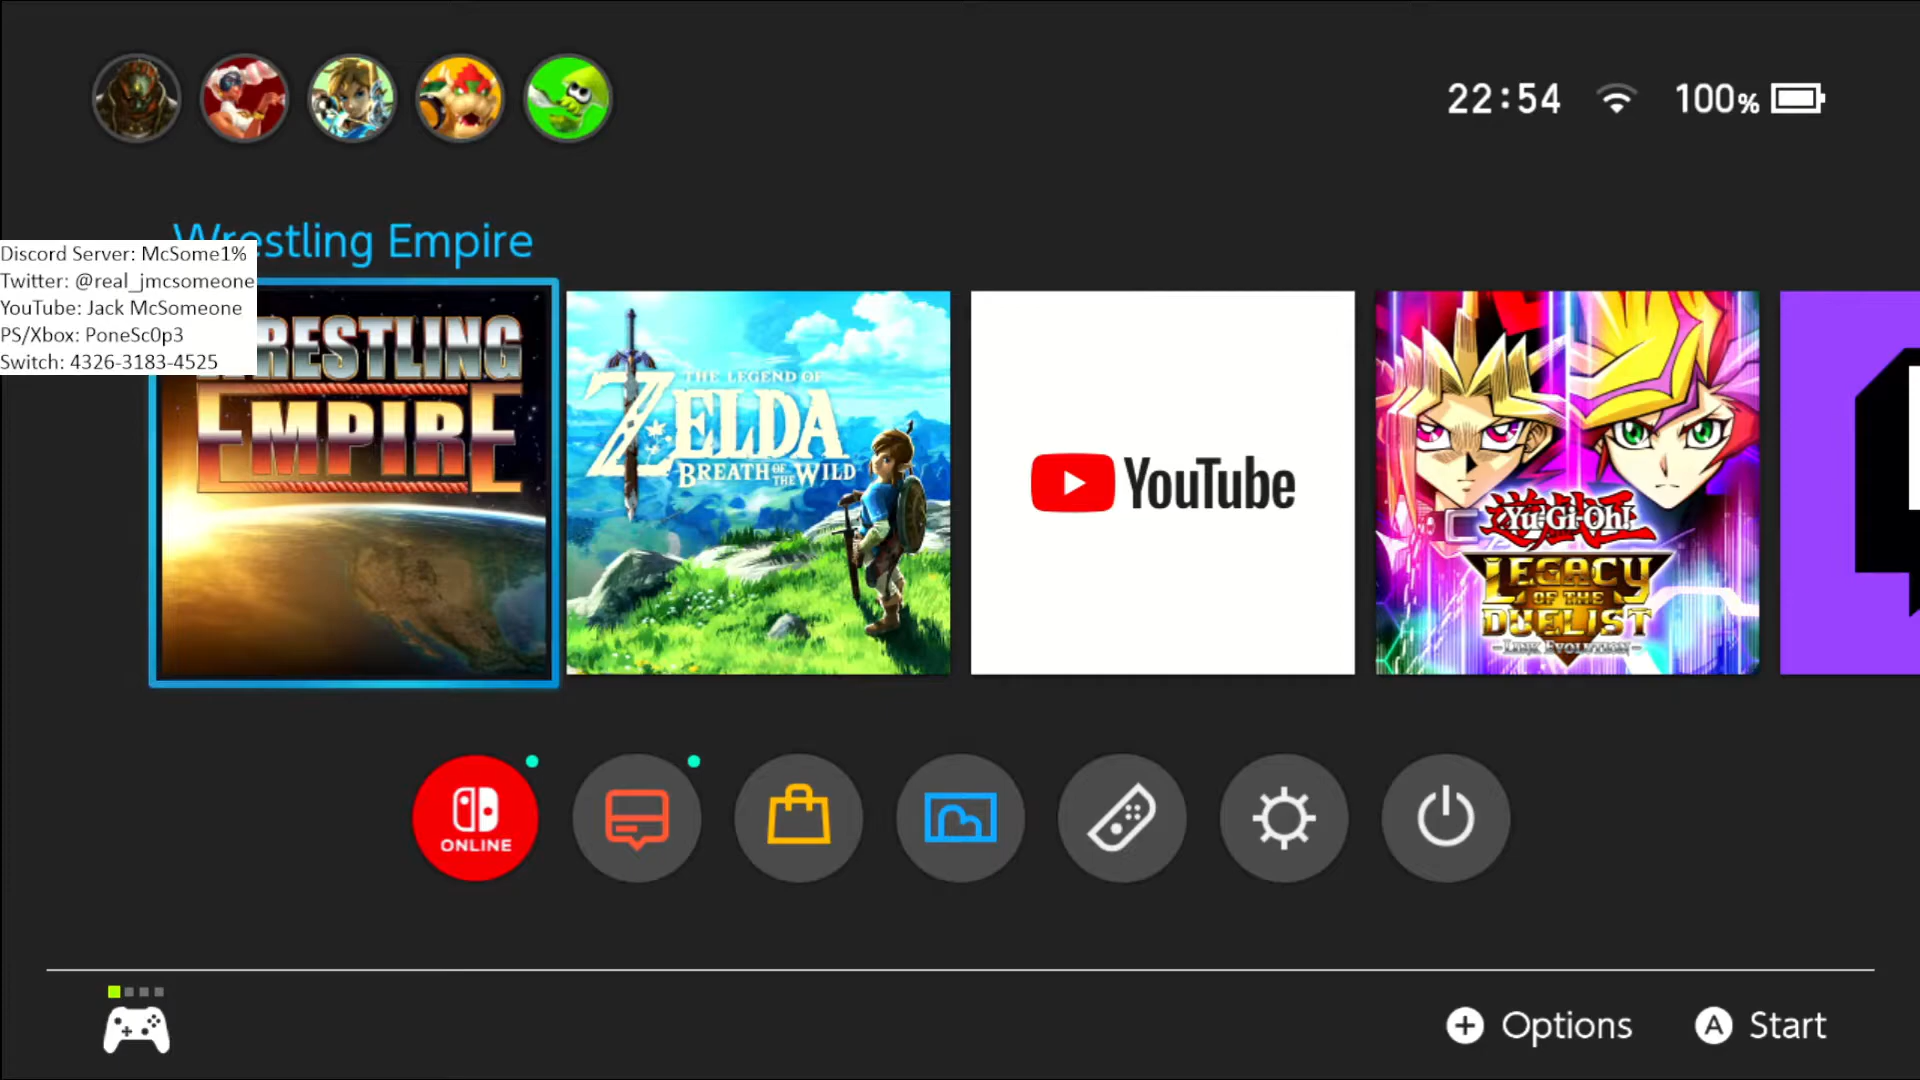 22:54
100%
Wrestling Empire
Discord Server: McSome1%
Twitter: @real_jmcsomeone
YouTube: Jack McSomeone
PS/Xbox: PoneSc0p3
Switch: 4326-3183-4525
WRESTLING
EMPIRE
THE LEGEND OF
ZELDA
BREATH OF THE WILD
YouTube
遊☆戯☆王
Yu-Gi-Oh!
LEGACY
OF THE
DUELIST
-LINK EVOLUTION-
ONLINE
Options
A Start